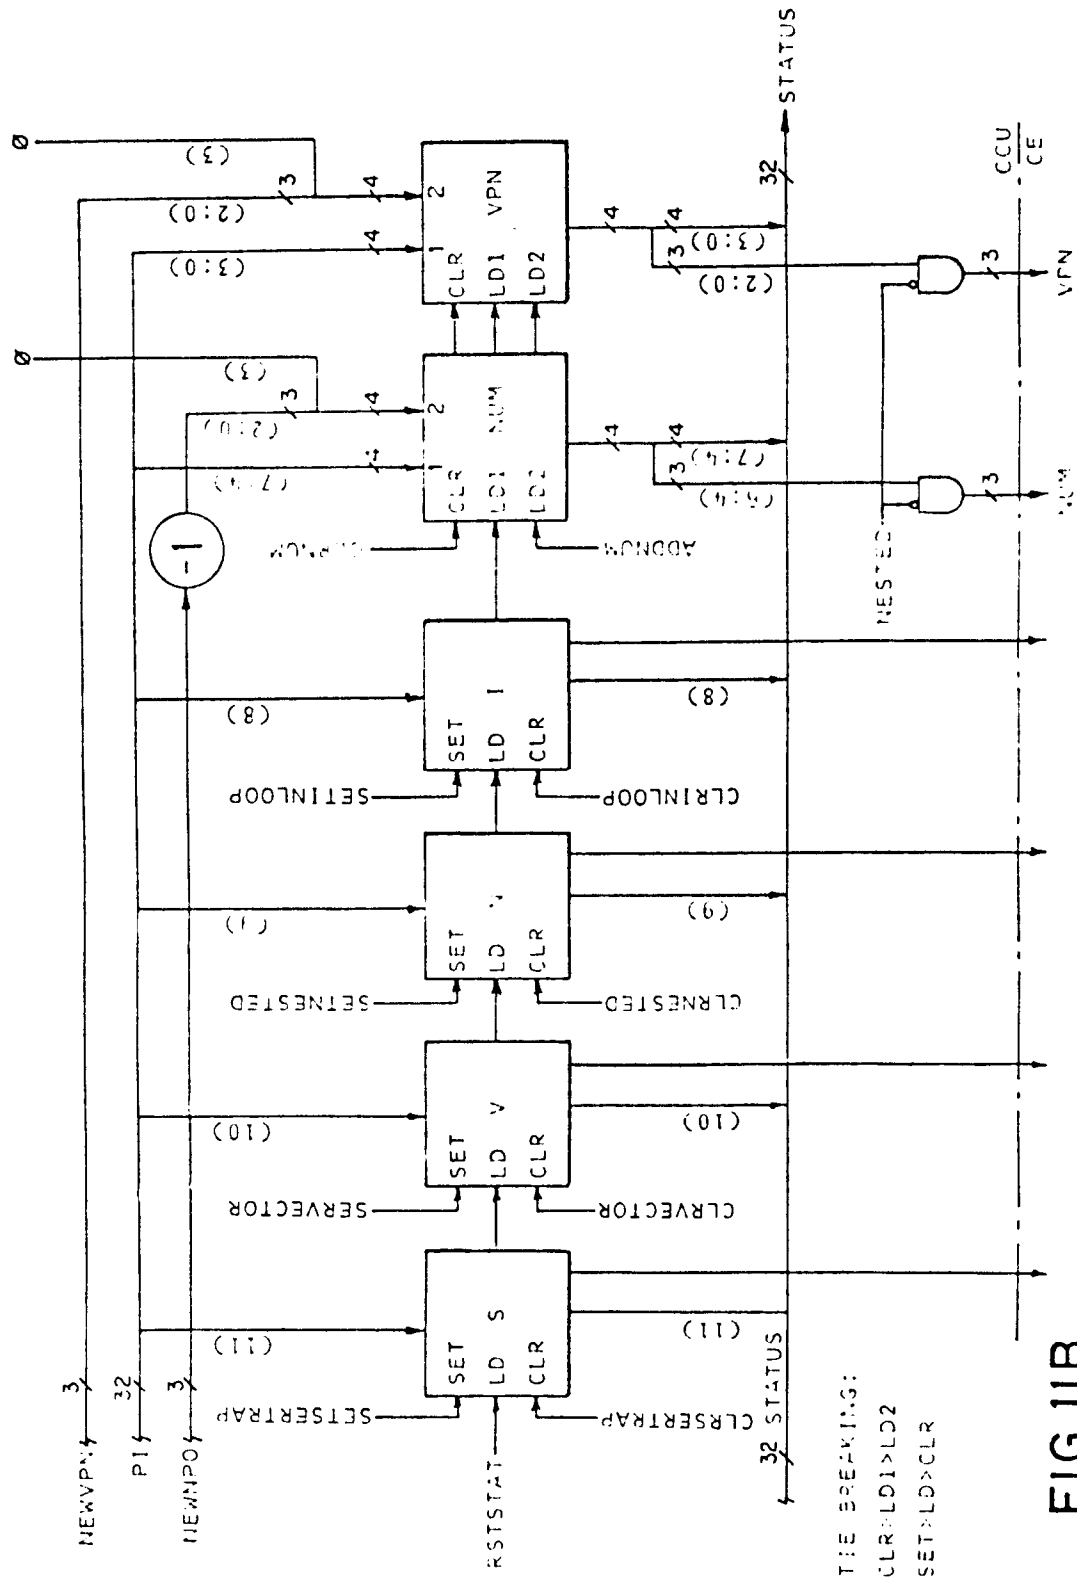 NEWVPN 3
PI 32
NEWNPO 3
Ø
Ø
(2:0) 3 (3)
(3:0) 4 4
(2:0) 3 (3)
(7:4) 4
(8)
(10)
(11)
SETSERTRAP
SERVECTOR
SETNESTED
SETINLOOP
CLRNUM
RSTSTAT
SET
LD S
CLR
SET
LD V
CLR
SET
LD N
CLR
SET
LD I
CLR
CLR 1 2
LD1 NUM
LD2
CLR 1 2
LD1 VPN
LD2
CLRSERTRAP
CLRVECTOR
CLRNESTED
CLRINLOOP
ADDNUM
(11)
(10)
(9)
(8)
4
3 4
(6:4) (7:4)
4
3 4
(2:0) (3:0)
32 STATUS
32 STATUS
NESTED
3
3
NUM
VPN
CCU
CE
TIE BREAKING:
CLR>LD1>LD2
SET>LD>CLR
FIG. 11B